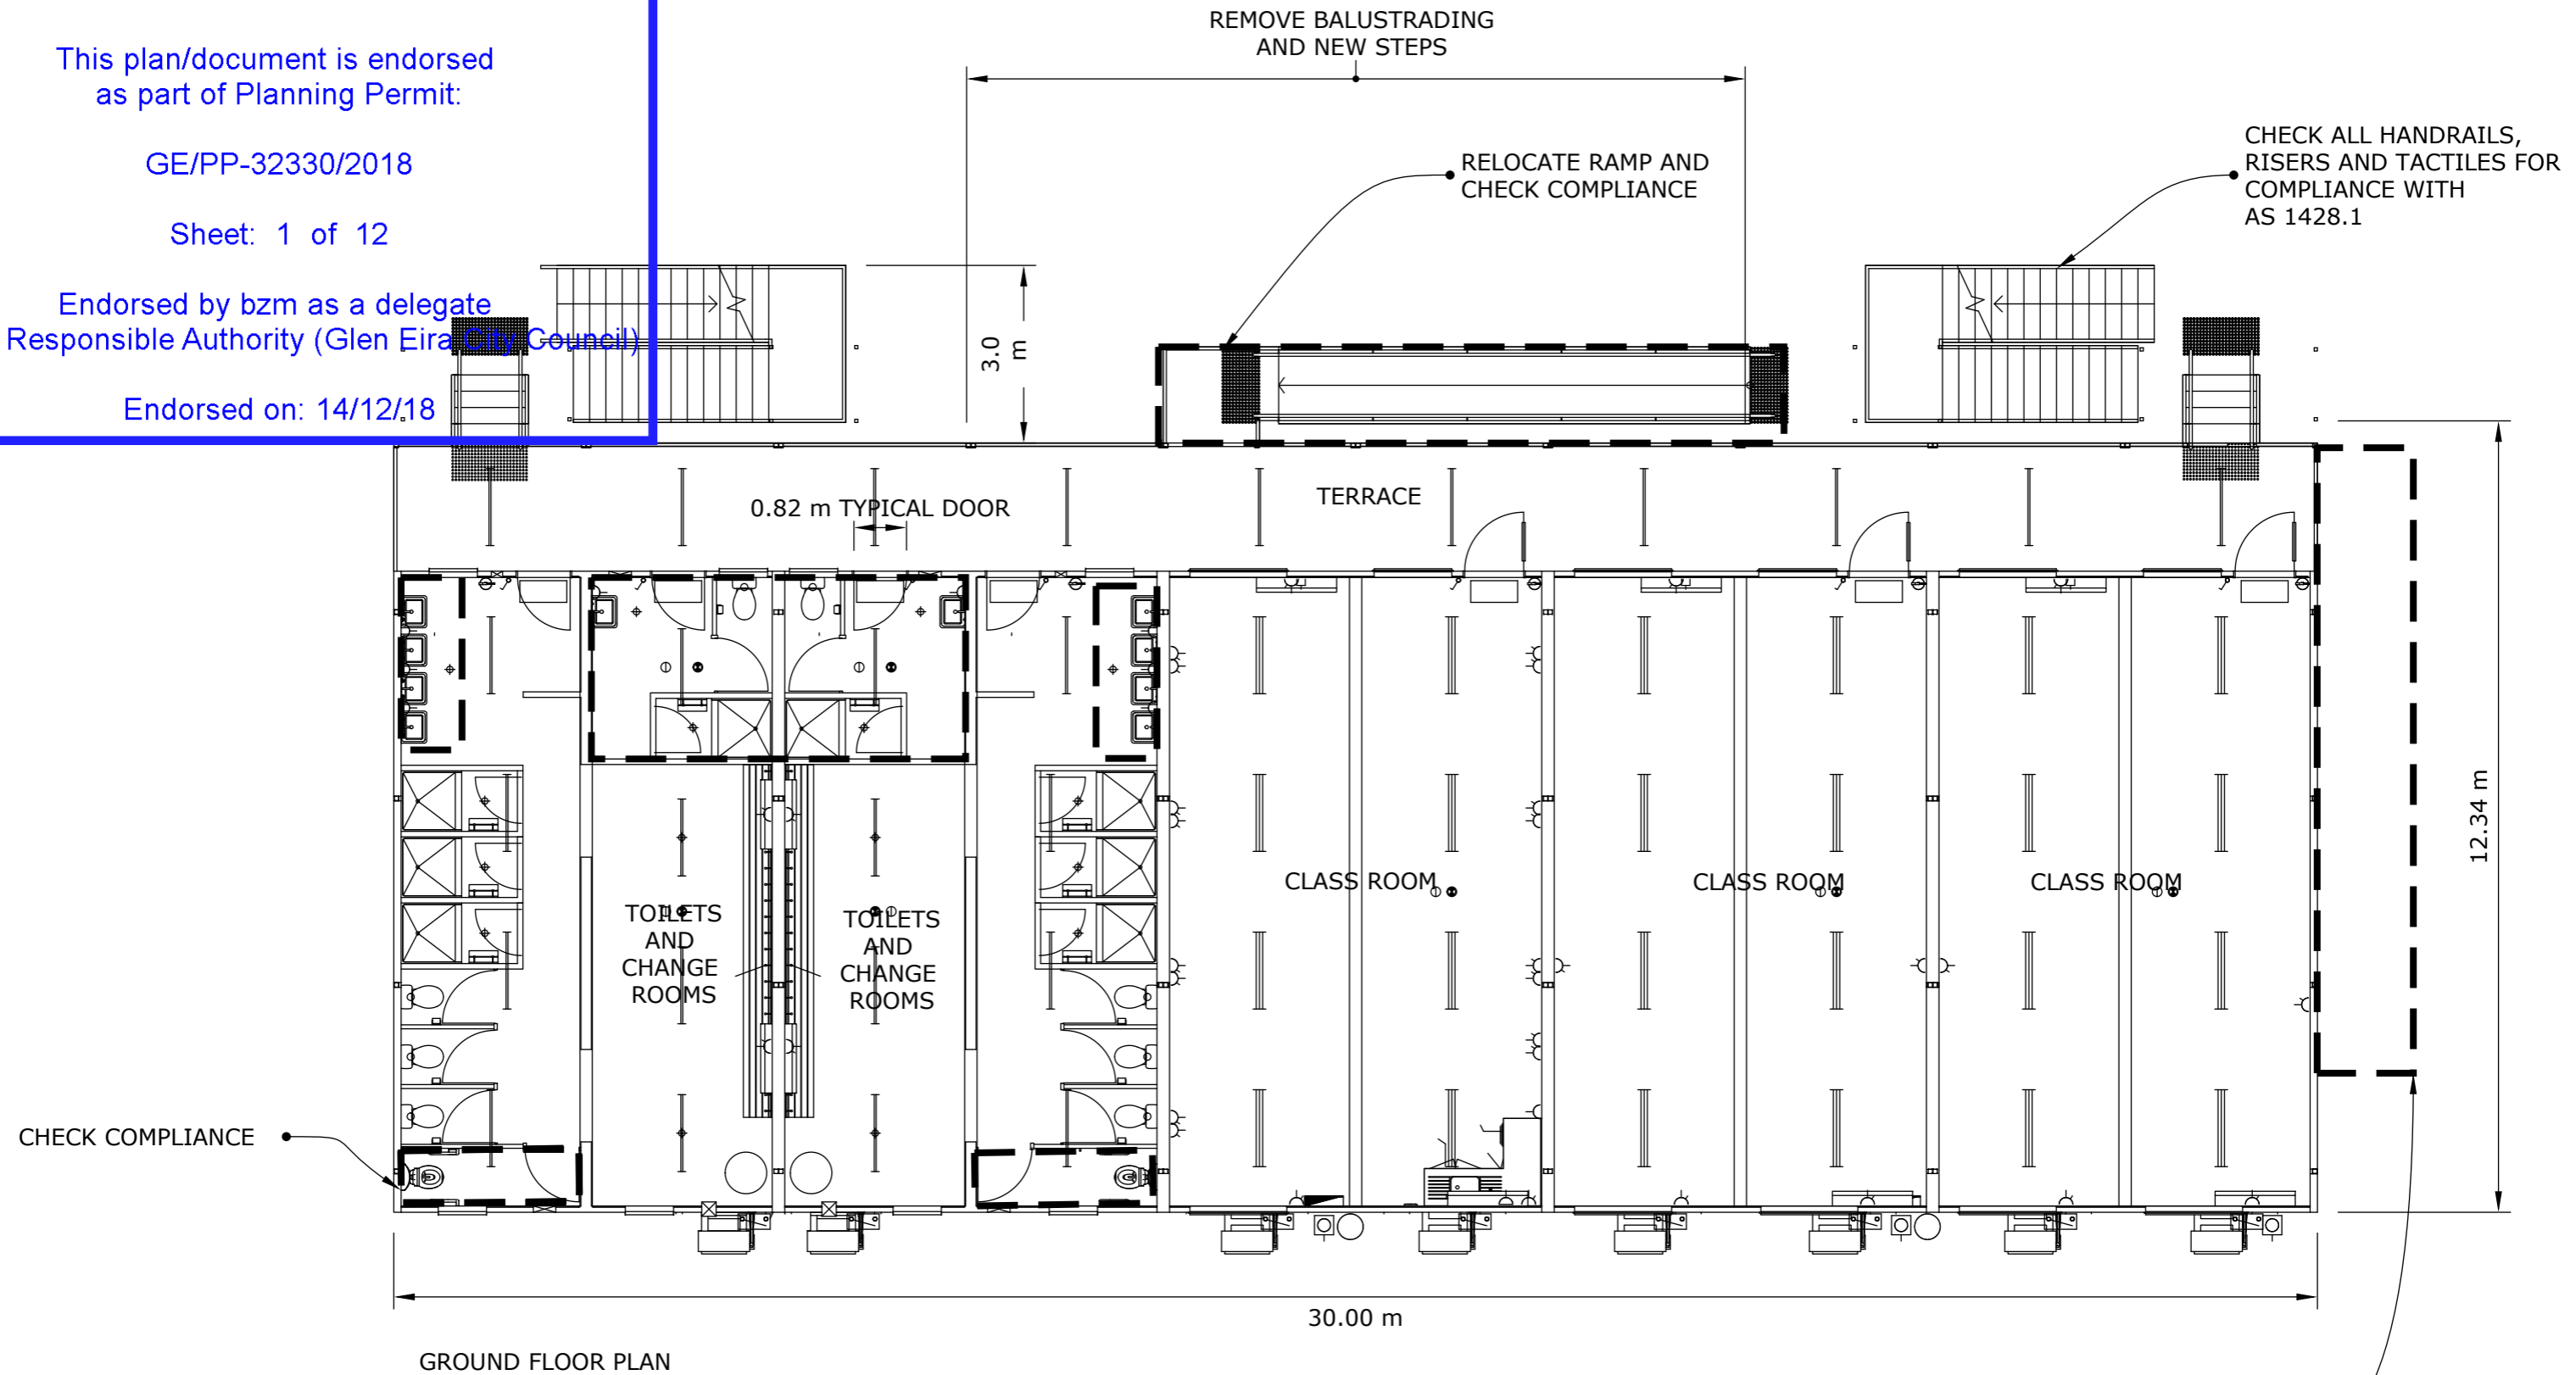 This plan/document is endorsed
as part of Planning Permit:
GE/PP-32330/2018
Sheet: 1 of 12
Endorsed by bzm as a delegate
Responsible Authority (Glen Eira City Council)
Endorsed on: 14/12/18
REMOVE BALUSTRADING
AND NEW STEPS
RELOCATE RAMP AND
CHECK COMPLIANCE
CHECK ALL HANDRAILS,
RISERS AND TACTILES FOR
COMPLIANCE WITH
AS 1428.1
3.0
m
0.82 m TYPICAL DOOR
TERRACE
12.34 m
TOILETS
AND
CHANGE
ROOMS
TOILETS
AND
CHANGE
ROOMS
CLASS ROOM
CLASS ROOM
CLASS ROOM
CHECK COMPLIANCE
30.00 m
GROUND FLOOR PLAN